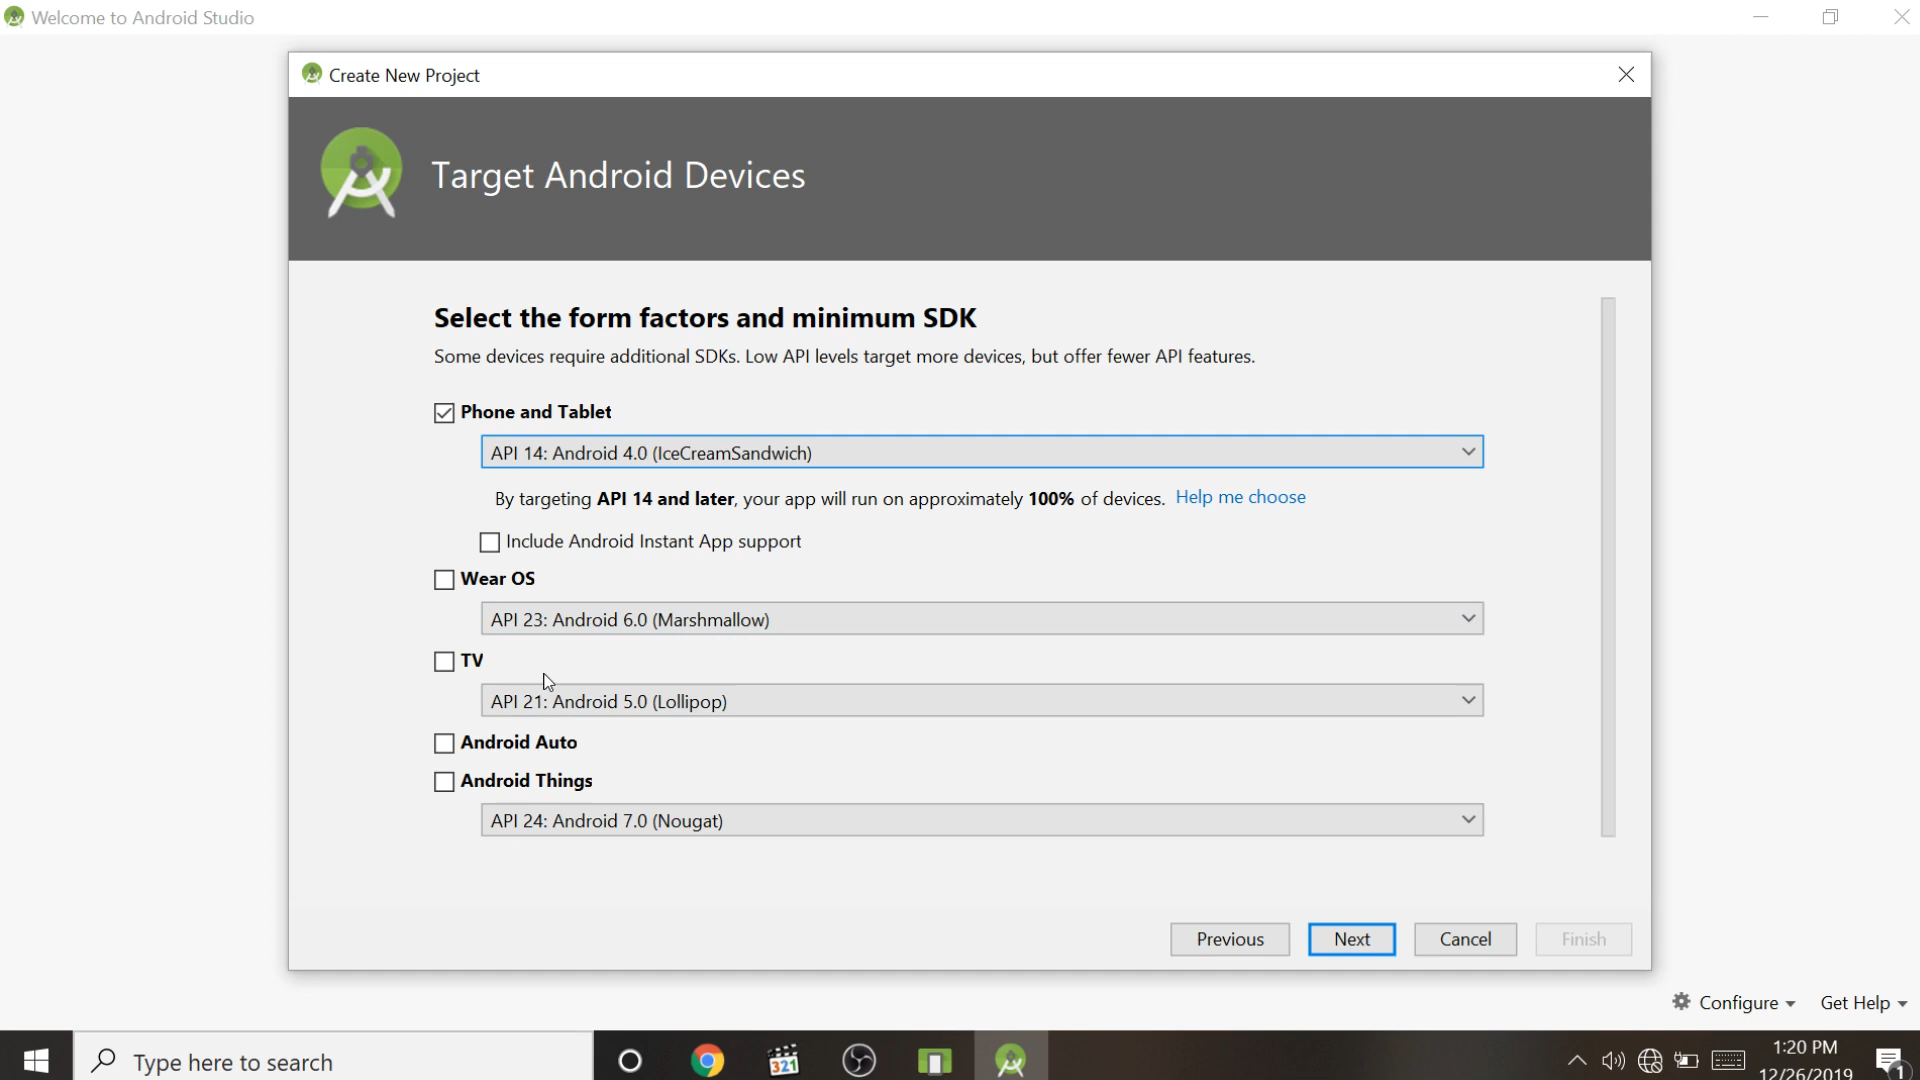 Welcome to Android Studio
Create New Project
Target Android Devices
Select the form factors and minimum SDK
Some devices require additional SDKs. Low API levels target more devices, but offer fewer API features.
Phone and Tablet
API 14: Android 4.0 (IceCreamSandwich)
By targeting API 14 and later, your app will run on approximately 100% of devices. Help me choose
Include Android Instant App support
Wear OS
API 23: Android 6.0 (Marshmallow)
TV
API 21: Android 5.0 (Lollipop)
Android Auto
Android Things
API 24: Android 7.0 (Nougat)
Previous Next Cancel Finish
Configure Get Help
Type here to search
321
1:20 PM
12/26/2019
1